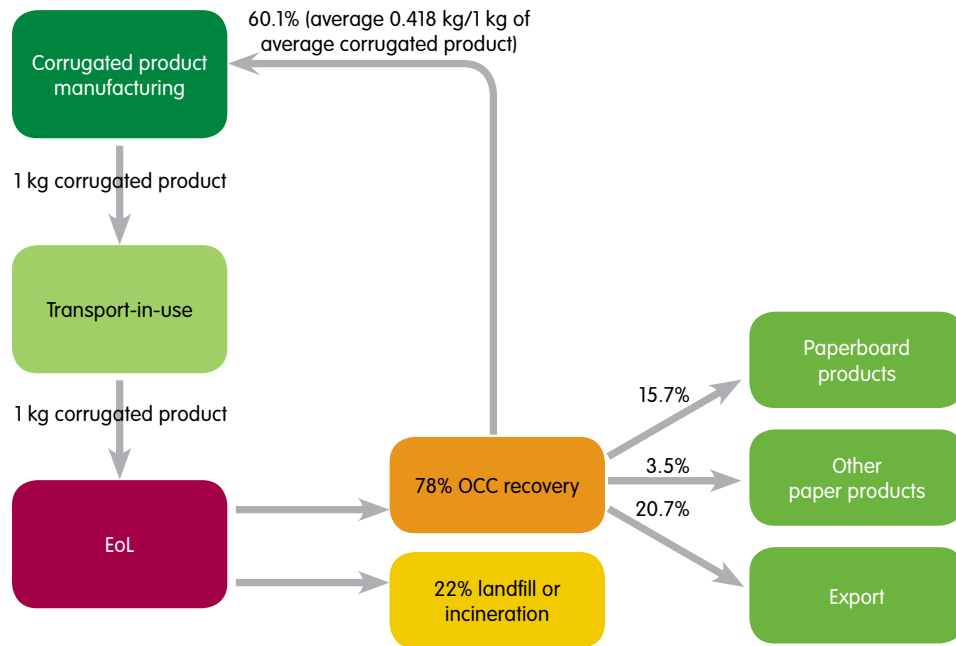 60.1% (average 0.418 kg/1 kg of
average corrugated product)
Corrugated product
manufacturing
1 kg corrugated product
Transport-in-use
1 kg corrugated product
EoL
78% OCC recovery
22% landfill or
incineration
15.7%
Paperboard
products
3.5%
Other
paper products
20.7%
Export